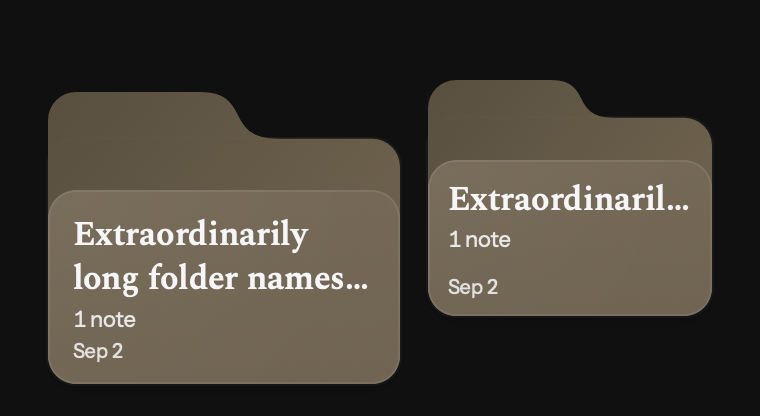 Extraordinarily
long folder names…
1 note
Sep 2
Extraordinaril…
1 note
Sep 2